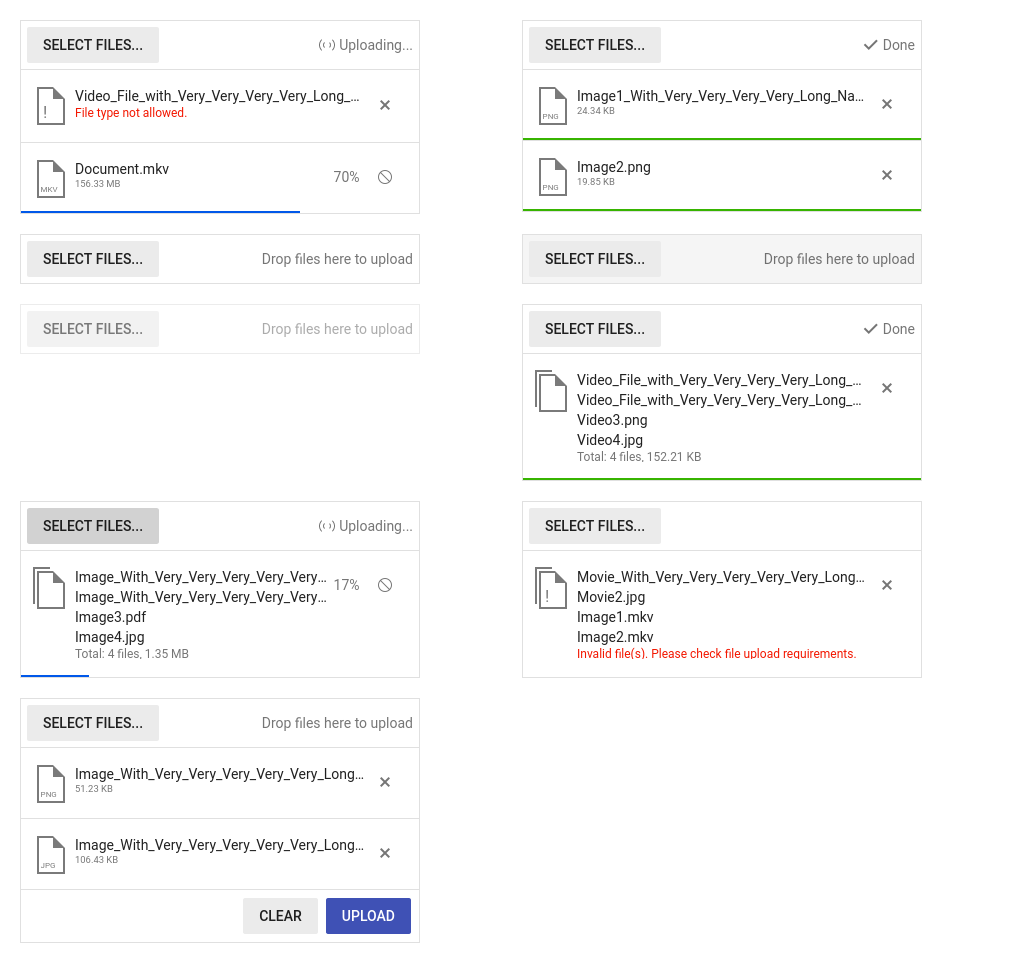 SELECT FILES...
Uploading...
Video_File_with_Very_Very_Very_Very_Long_...
!
File type not allowed.
Document.mkv
MKV
156.33 MB
70%
SELECT FILES...
Done
Image1_With_Very_Very_Very_Very_Long_Na...
PNG
24.34 KB
Image2.png
PNG
19.85 KB
SELECT FILES...
Drop files here to upload
SELECT FILES...
Drop files here to upload
SELECT FILES...
Drop files here to upload
SELECT FILES...
Done
Video_File_with_Very_Very_Very_Very_Long_...
Video_File_with_Very_Very_Very_Very_Long_...
Video3.png
Video4.jpg
Total: 4 files, 152.21 KB
SELECT FILES...
Uploading...
Image_With_Very_Very_Very_Very_Very...
17%
Image_With_Very_Very_Very_Very_Very...
Image3.pdf
Image4.jpg
Total: 4 files, 1.35 MB
SELECT FILES...
Movie_With_Very_Very_Very_Very_Very_Long...
Movie2.jpg
!
Image1.mkv
Image2.mkv
Invalid file(s). Please check file upload requirements.
SELECT FILES...
Drop files here to upload
Image_With_Very_Very_Very_Very_Very_Long...
PNG
51.23 KB
Image_With_Very_Very_Very_Very_Very_Long...
JPG
106.43 KB
CLEAR
UPLOAD